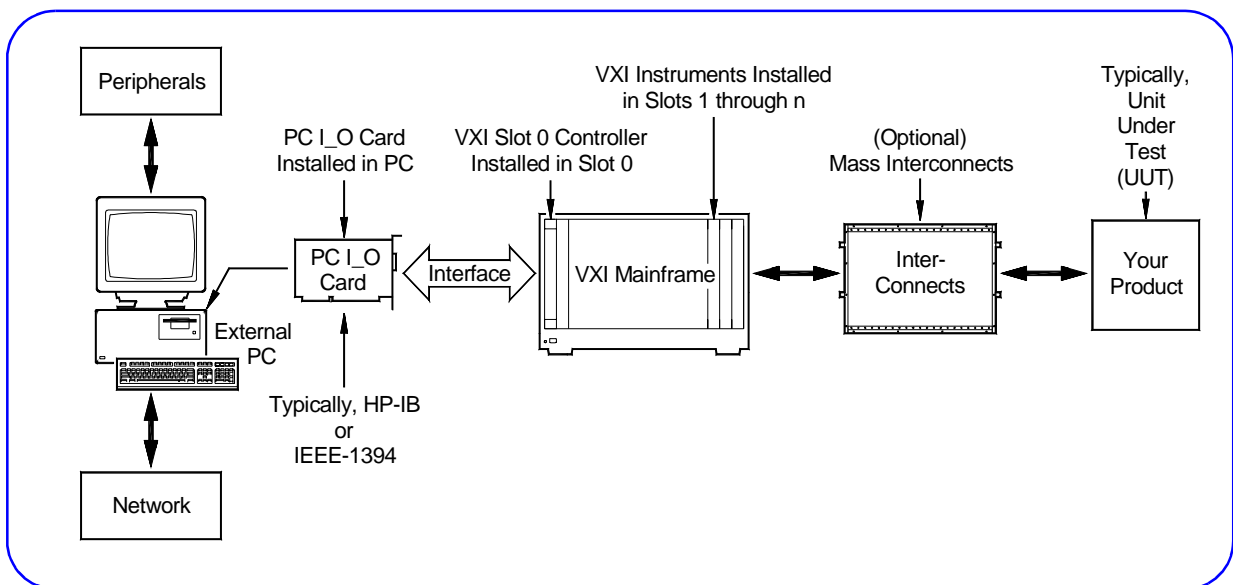 Peripherals
PC I_O Card
Installed in PC
VXI Slot 0 Controller
Installed in Slot 0
VXI Instruments Installed
in Slots 1 through n
(Optional)
Mass Interconnects
Typically,
Unit
Under
Test
(UUT)
PC I_O
Card
Interface
VXI Mainframe
Inter-
Connects
Your
Product
External
PC
Typically, HP-IB
or
IEEE-1394
Network